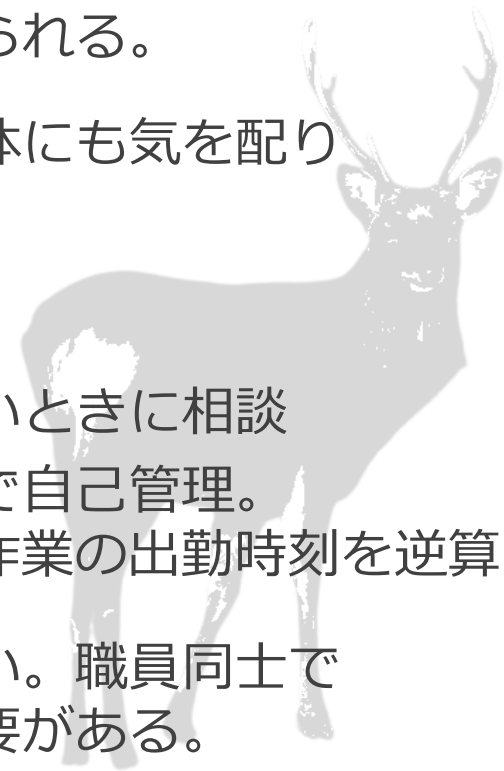 られる。
体にも気を配り
いときに相談
で自己管理。
作業の出勤時刻を逆算
い。職員同士で
要がある。